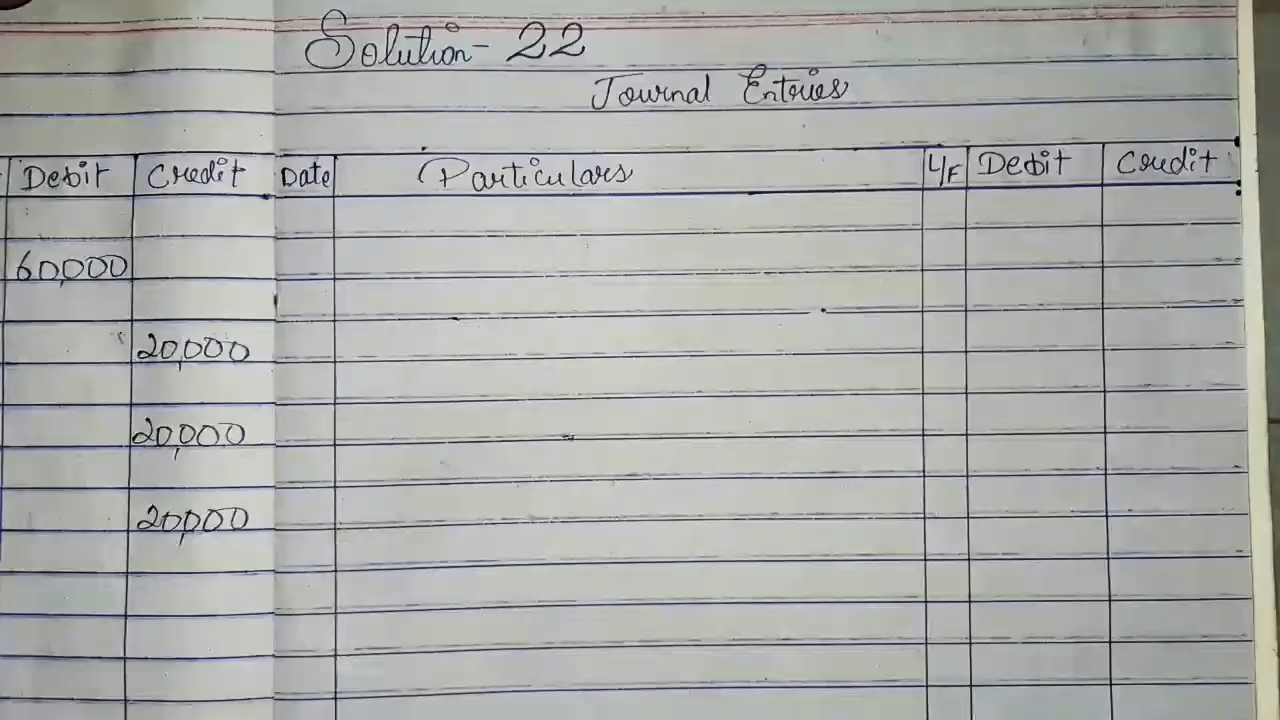 Solution - 22
Journal Entries
Debit Credit Date Particulars L/F Debit Credit
60,000
20,000
20,000
20,000